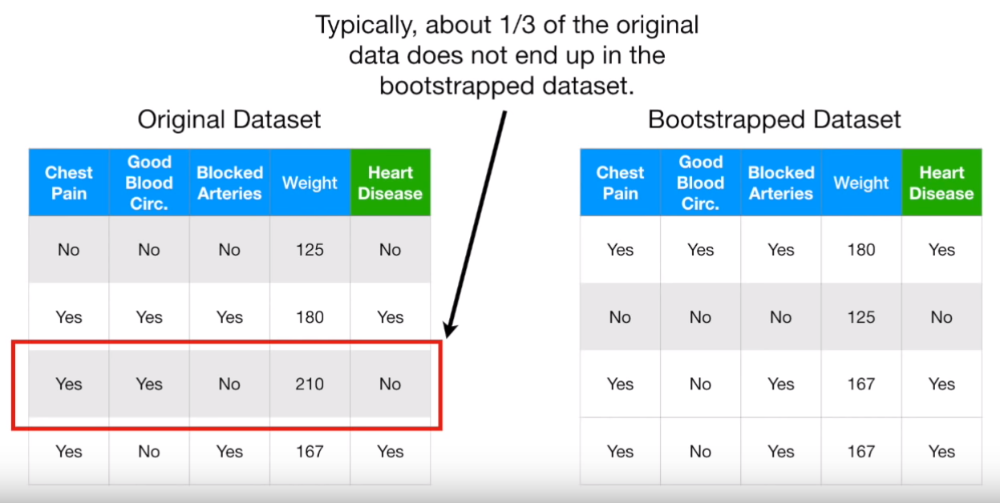 Typically, about 1/3 of the original
data does not end up in the
bootstrapped dataset.
Original Dataset
Chest Pain Good Blood Circ. Blocked Arteries Weight Heart Disease
No No No 125 No
Yes Yes Yes 180 Yes
Yes Yes No 210 No
Yes No Yes 167 Yes
Bootstrapped Dataset
Chest Pain Good Blood Circ. Blocked Arteries Weight Heart Disease
Yes Yes Yes 180 Yes
No No No 125 No
Yes No Yes 167 Yes
Yes No Yes 167 Yes